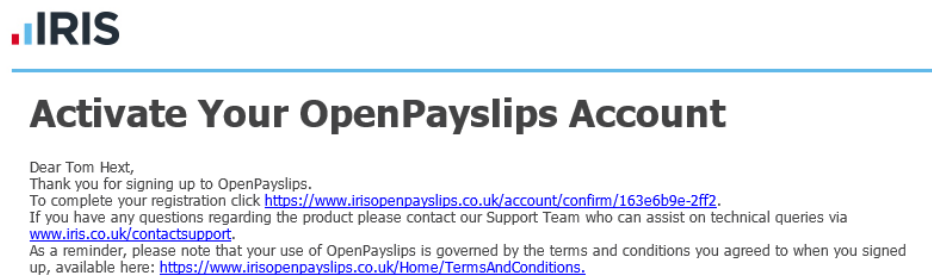 IRIS
Activate Your OpenPayslips Account
Dear Tom Hext,
Thank you for signing up to OpenPayslips.
To complete your registration click https://www.irisopenpayslips.co.uk/account/confirm/163e6b9e-2ff2.
If you have any questions regarding the product please contact our Support Team who can assist on technical queries via
www.iris.co.uk/contactsupport.
As a reminder, please note that your use of OpenPayslips is governed by the terms and conditions you agreed to when you signed
up, available here: https://www.irisopenpayslips.co.uk/Home/TermsAndConditions.